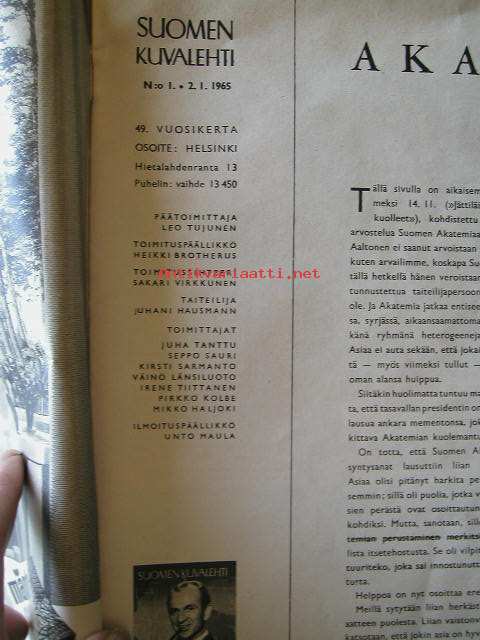 SUOMEN
KUVALEHTI
N:o 1. • 2. 1. 1965
49. VUOSIKERTA
OSOITE: HELSINKI
Hietalahdenranta 13
Puhelin: vaihde 13 450
PÄÄTOIMITTAJA
LEO TUJUNEN
TOIMITUSPÄÄLLIKKÖ
HEIKKI BROTHERUS
antikvariaatti.net
SAKARI VIRKKUNEN
TAITEILIJA
JUHANI HAUSMANN
TOIMITTAJAT
JUHA TANTTU
SEPPO SAURI
KIRSTI SARMANTO
VÄINÖ LÄNSILUOTO
IRENE TIITTANEN
PIRKKO KOLBE
MIKKO HALJOKI
ILMOITUSPÄÄLLIKKÖ
UNTO MAULA
SUOMEN KUVALEHTI
AKA
Tällä sivulla on aikaisem
meksi 14. 11. (»Jättiläi
kuolleet»), kohdistettu
arvostelua Suomen Akatemiaa
Aaltonen ei saanut arvoistaan
kuten arvailimme, koskapa Su
tällä hetkellä hänen veroistaan
tunnustettua taiteilijapersoon
ole. Ja Akatemia jatkaa entisee
sa, syrjässä, aikaansaamattoma
känä ryhmänä heterogeeneja
Asiaa ei auta sekään, että jokai
tä — myös viimeksi tullut —
oman alansa huippua.
Siitäkin huolimatta tuntuu ma
ta, että tasavallan presidentin on
lausua ankara mementonsa, jok
kittava Akatemian kuolemantu
On totta, että Suomen A
syntysanat lausuttiin liian
Asiaa olisi pitänyt harkita pe
semmin; sillä oli puolia, jotka v
sien perästä ovat osoittautun
kohdiksi. Mutta, sanotaan, sill
temian perustaminen merkits
lista itsetehostusta. Se oli vilpi
tuuriteko, joka sai innostunutt
turta.
Helppoa on nyt osoittaa ere
Meillä sytytään liian herkäst
aatteen puolesta. Liian vaistonv
katsotaan, että jokin asia on hyv